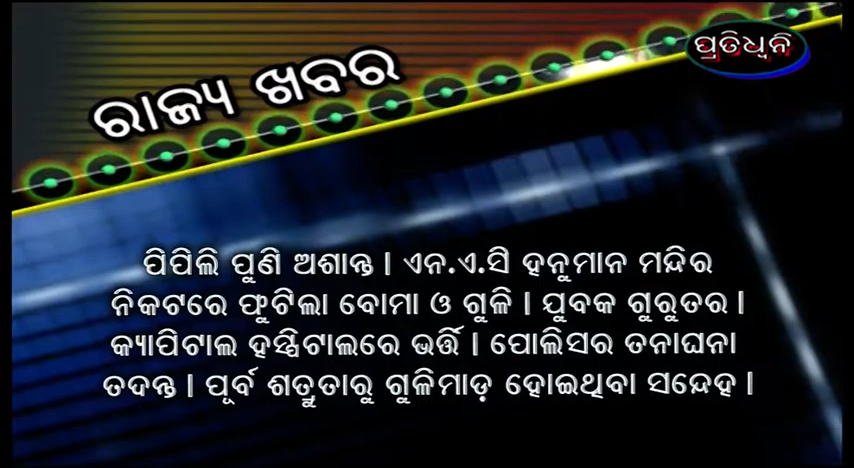 ପ୍ରତିଧ୍ୱନି
ରାଜ୍ୟ ଖବର
ପିପିଲି ପୁଣି ଅଶାନ୍ତ । ଏନ.ଏ.ସି ହନୁମାନ ମନ୍ଦିର
ନିକଟରେ ଫୁଟିଲା ବୋମା ଓ ଗୁଳି । ଯୁବକ ଗୁରୁତର ।
କ୍ୟାପିଟାଲ ହସ୍ପିଟାଲରେ ଭର୍ତ୍ତି । ପୋଲିସର ତନାଘନା
ତଦନ୍ତ । ପୂର୍ବ ଶତ୍ରୁତାରୁ ଗୁଳିମାଡ଼ ହୋଇଥିବା ସନ୍ଦେହ ।